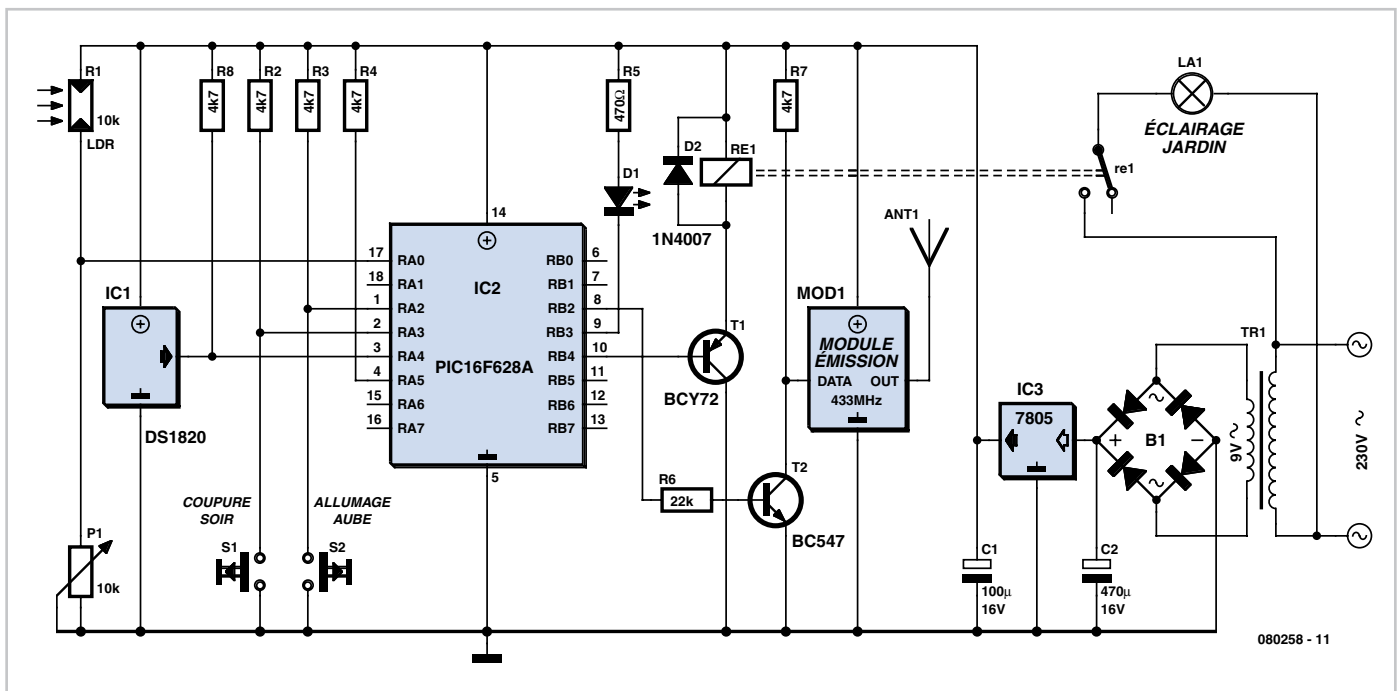 R1
10k
LDR
R8
4k7
R2
4k7
R3
4k7
R4
4k7
R5
470Ω
D1
D2
1N4007
RE1
R7
4k7
LA1
ÉCLAIRAGE
JARDIN
re1
ANT1
IC1
DS1820
14
IC2
PIC16F628A
17
RA0
18
RA1
1
RA2
2
RA3
3
RA4
4
RA5
15
RA6
16
RA7
RB0
6
RB1
7
RB2
8
RB3
9
RB4
10
RB5
11
RB6
12
RB7
13
5
T1
BCY72
MOD1
MODULE
ÉMISSION
DATA
OUT
433MHz
R6
22k
T2
BC547
IC3
7805
+
B1
–
9V
TR1
230V
COUPURE
SOIR
S1
ALLUMAGE
AUBE
S2
P1
10k
C1
100µ
16V
C2
470µ
16V
080258 - 11